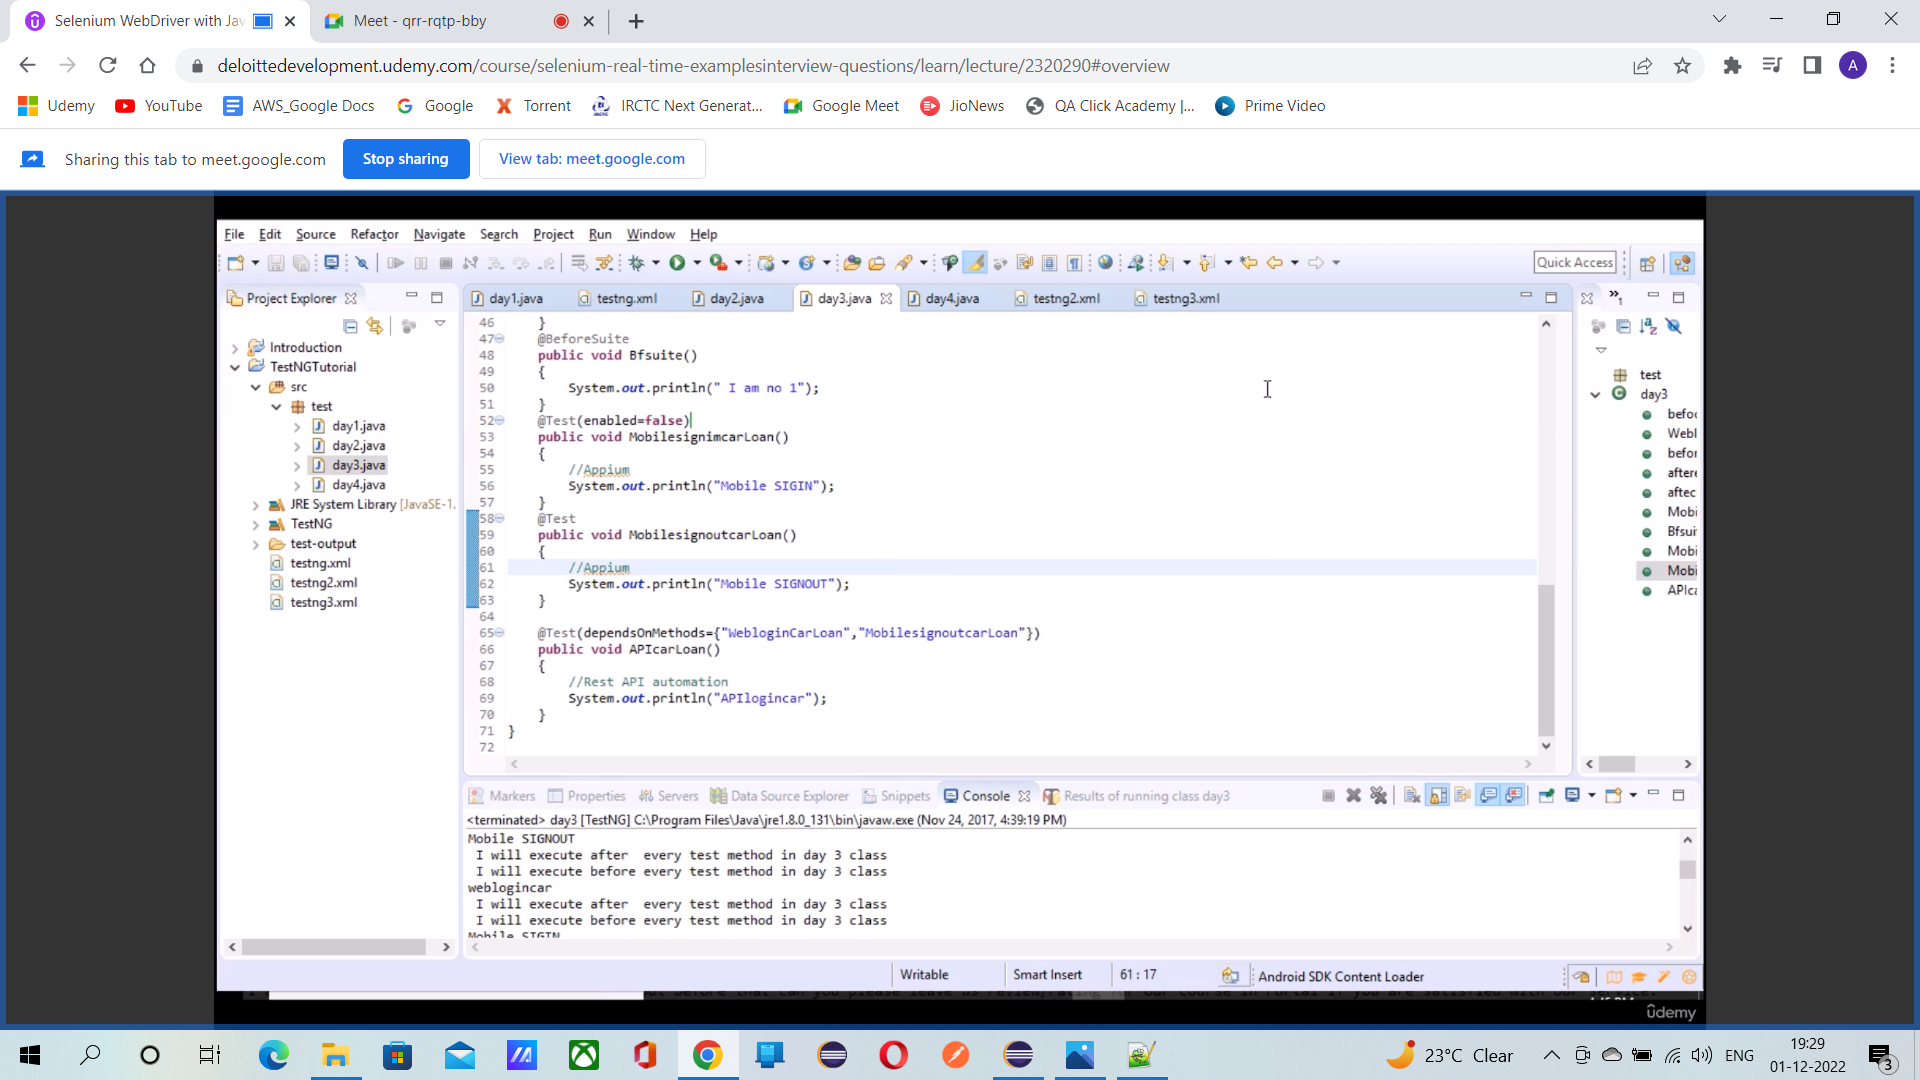 Selenium WebDriver with Jav
Meet - qrr-rqtp-bby
deloittedevelopment.udemy.com/course/selenium-real-time-examplesinterview-questions/learn/lecture/2320290#overview
A
Udemy YouTube AWS_Google Docs Google Torrent IRCTC Next Generat... Google Meet JioNews QA Click Academy |... Prime Video
Sharing this tab to meet.google.com Stop sharing View tab: meet.google.com
File Edit Source Refactor Navigate Search Project Run Window Help
Quick Access
Project Explorer
day1.java testng.xml day2.java day3.java day4.java testng2.xml testng3.xml
Introduction
TestNGTutorial
src
test
day1.java
day2.java
day3.java
day4.java
JRE System Library [JavaSE-1.
TestNG
test-output
testng.xml
testng2.xml
testng3.xml
46 }
47 @BeforeSuite
48 public void Bfsuite()
49 {
50 System.out.println(" I am no 1");
51 }
52 @Test(enabled=false)
53 public void MobilesignimcarLoan()
54 {
55 //Appium
56 System.out.println("Mobile SIGIN");
57 }
58 @Test
59 public void MobilesignoutcarLoan()
60 {
61 //Appium
62 System.out.println("Mobile SIGNOUT");
63 }
64
65 @Test(dependsOnMethods={"WebloginCarLoan","MobilesignoutcarLoan"})
66 public void APIcarLoan()
67 {
68 //Rest API automation
69 System.out.println("APIlogincar");
70 }
71 }
72
test
day3
befo
Webl
befor
aftere
aftec
Mobi
Bfsui
Mobi
Mobi
APIca
Markers Properties Servers Data Source Explorer Snippets Console Results of running class day3
<terminated> day3 [TestNG] C:\Program Files\Java\jre1.8.0_131\bin\javaw.exe (Nov 24, 2017, 4:39:19 PM)
Mobile SIGNOUT
I will execute after every test method in day 3 class
I will execute before every test method in day 3 class
weblogincar
I will execute after every test method in day 3 class
I will execute before every test method in day 3 class
Mobile SIGIN
Writable Smart Insert 61 : 17 Android SDK Content Loader
ûdemy
23°C Clear
ENG
19:29
01-12-2022
3